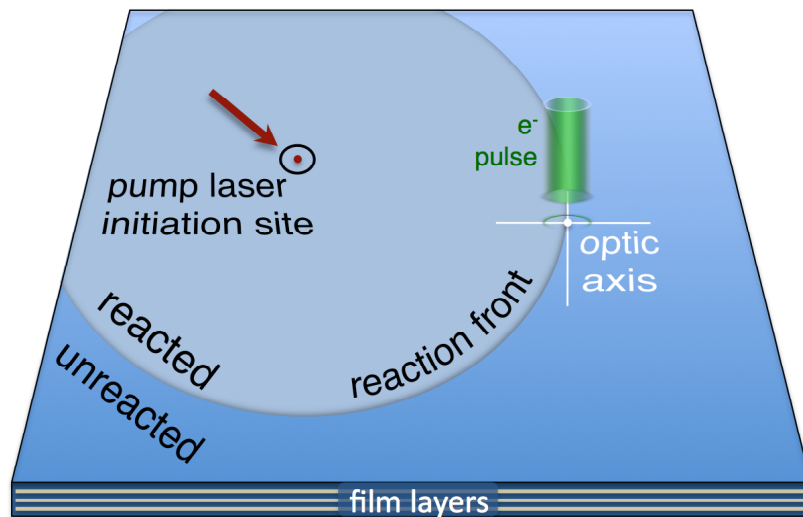 e-
pulse
pump laser
initiation site
optic
axis
reaction front
reacted
unreacted
film layers